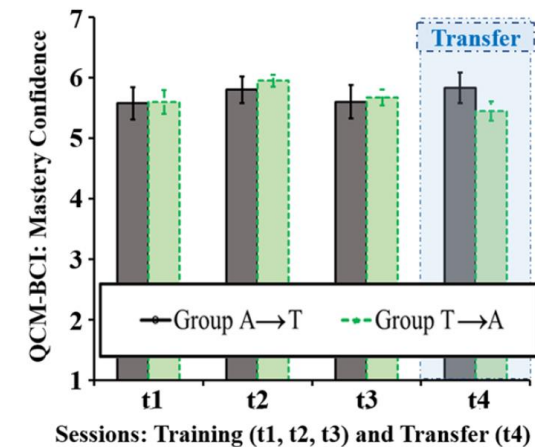 QCM-BCI: Mastery Confidence
7
6
5
4
3
2
1
Transfer
Group A→T
Group T→A
t1 t2 t3 t4
Sessions: Training (t1, t2, t3) and Transfer (t4)